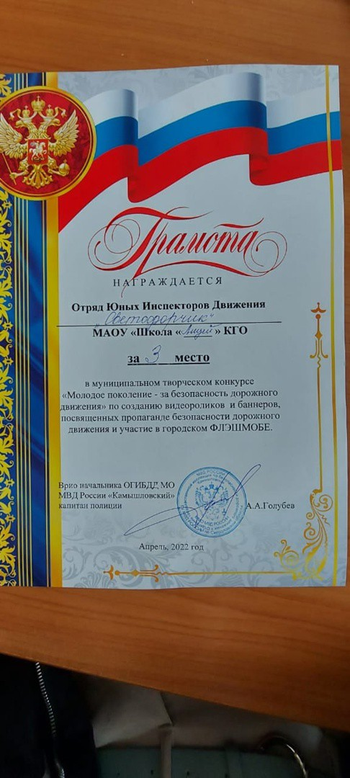 Грамота
НАГРАЖДАЕТСЯ
Отряд Юных Инспекторов Движения
"Светофорчик"
МАОУ «Школа «Лицей» КГО
за 3 место
в муниципальном творческом конкурсе
«Молодое поколение - за безопасность дорожного
движения» по созданию видеороликов и баннеров,
посвященных пропаганде безопасности дорожного
движения и участие в городском ФЛЭШМОБЕ.
Врио начальника ОГИБДД МО
МВД России «Камышловский»
капитан полиции
А.А.Голубев
Апрель, 2022 год